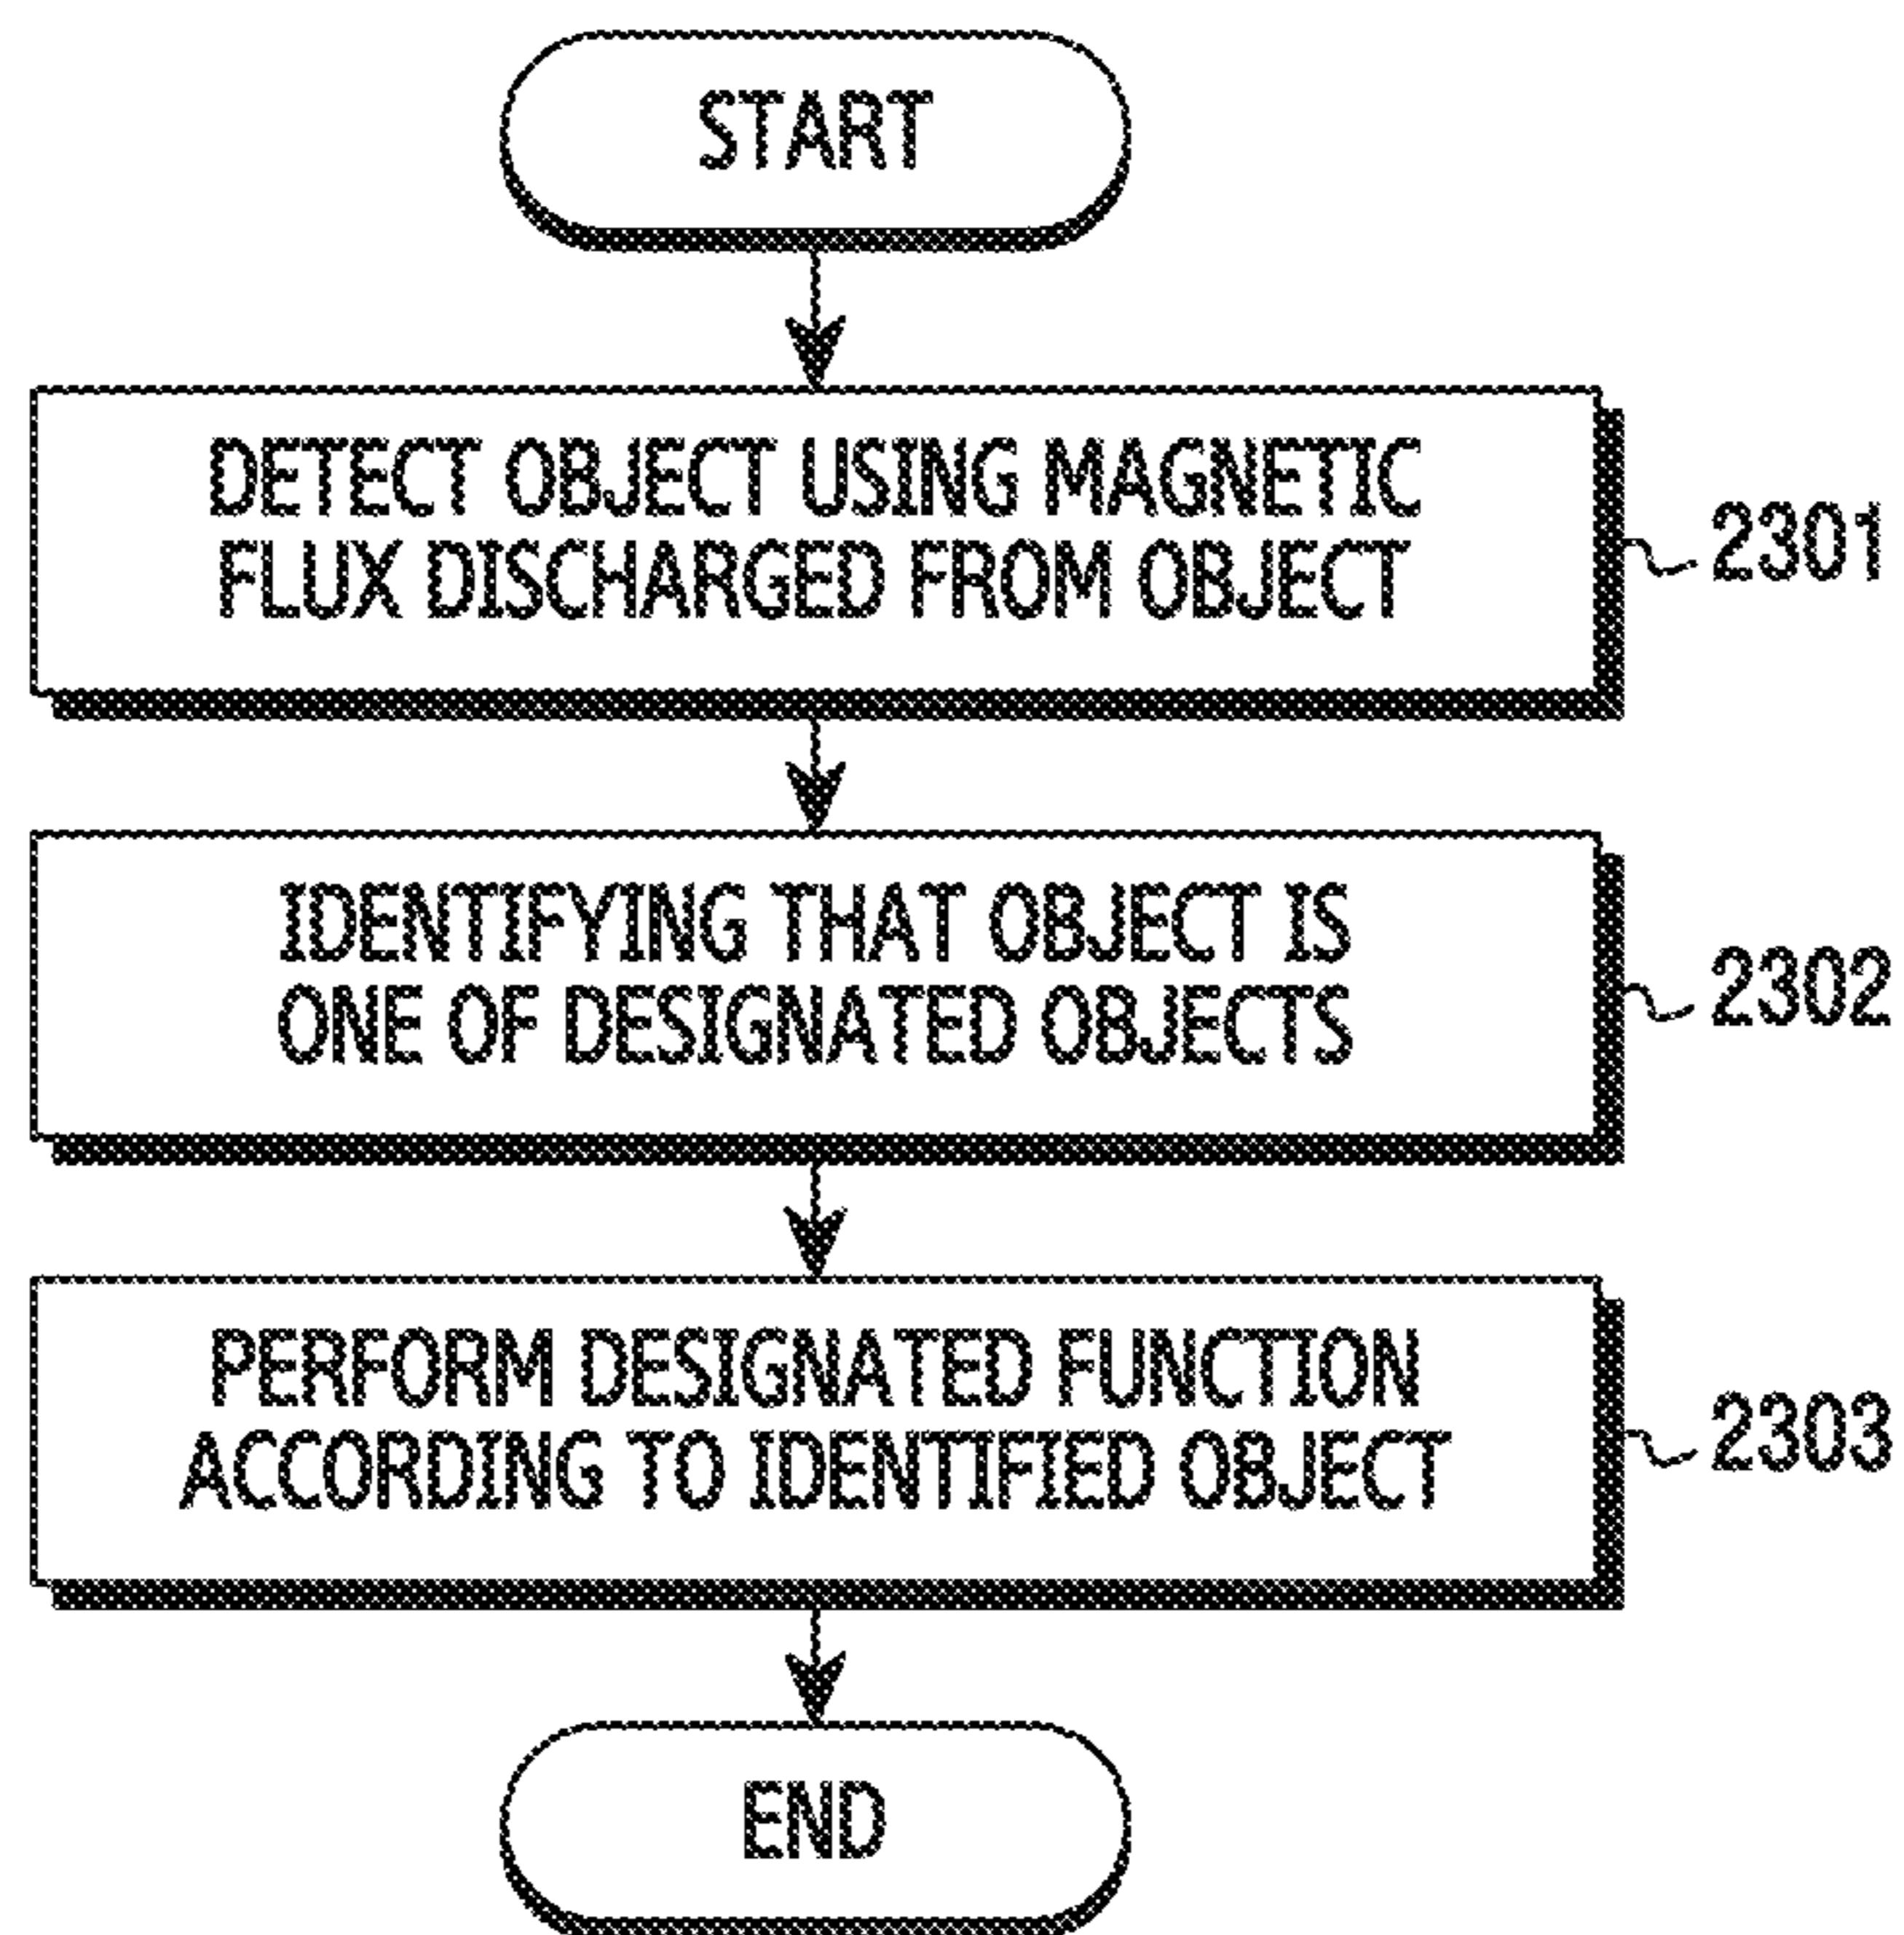 START
DETECT OBJECT USING MAGNETIC
FLUX DISCHARGED FROM OBJECT
2301
IDENTIFYING THAT OBJECT IS
ONE OF DESIGNATED OBJECTS
2302
PERFORM DESIGNATED FUNCTION
ACCORDING TO IDENTIFIED OBJECT
2303
END